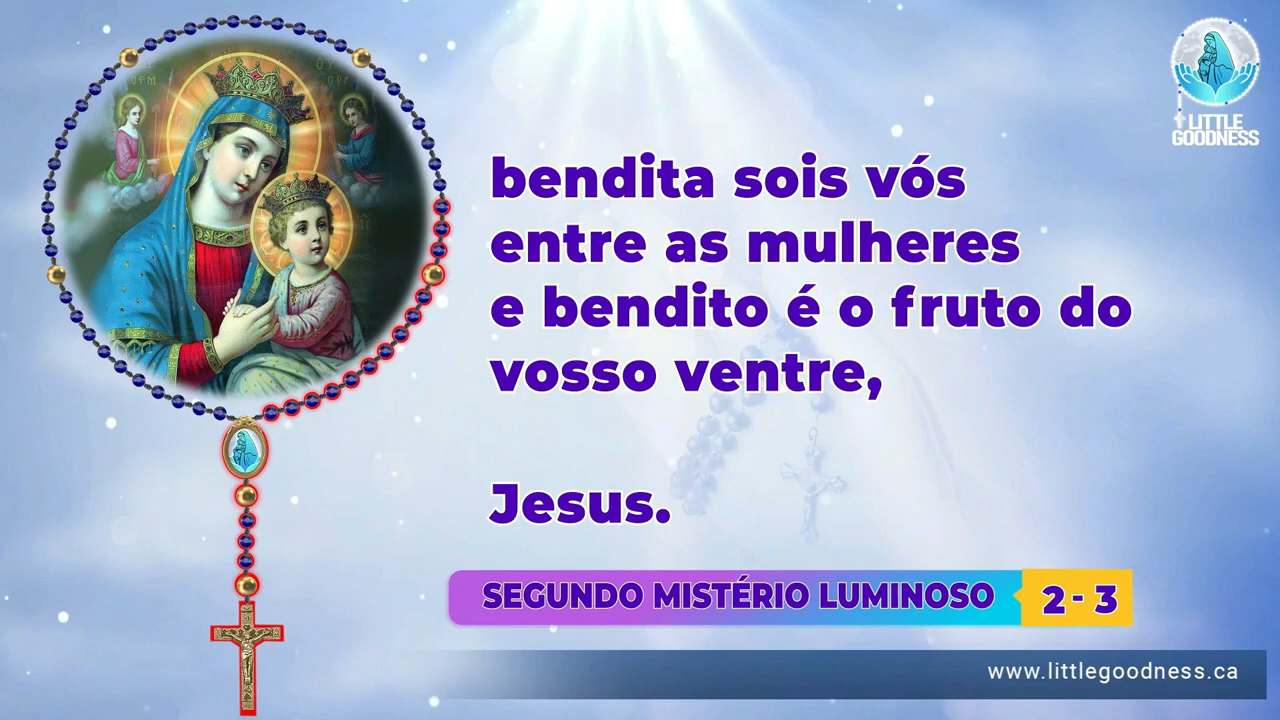 LITTLE
GOODNESS
bendita sois vós
entre as mulheres
e bendito é o fruto do
vosso ventre,
Jesus.
SEGUNDO MISTÉRIO LUMINOSO
2 - 3
www.littlegoodness.ca